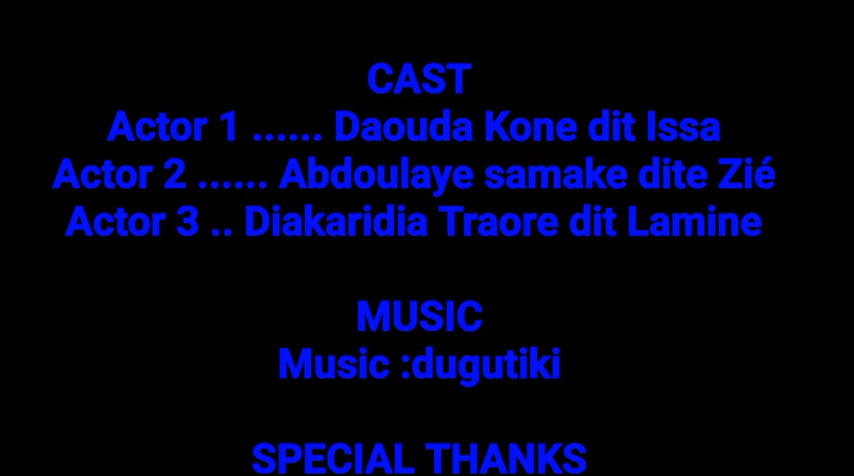 CAST
Actor 1 ...... Daouda Kone dit Issa
Actor 2 ...... Abdoulaye samake dite Zié
Actor 3 .. Diakaridia Traore dit Lamine
MUSIC
Music :dugutiki
SPECIAL THANKS